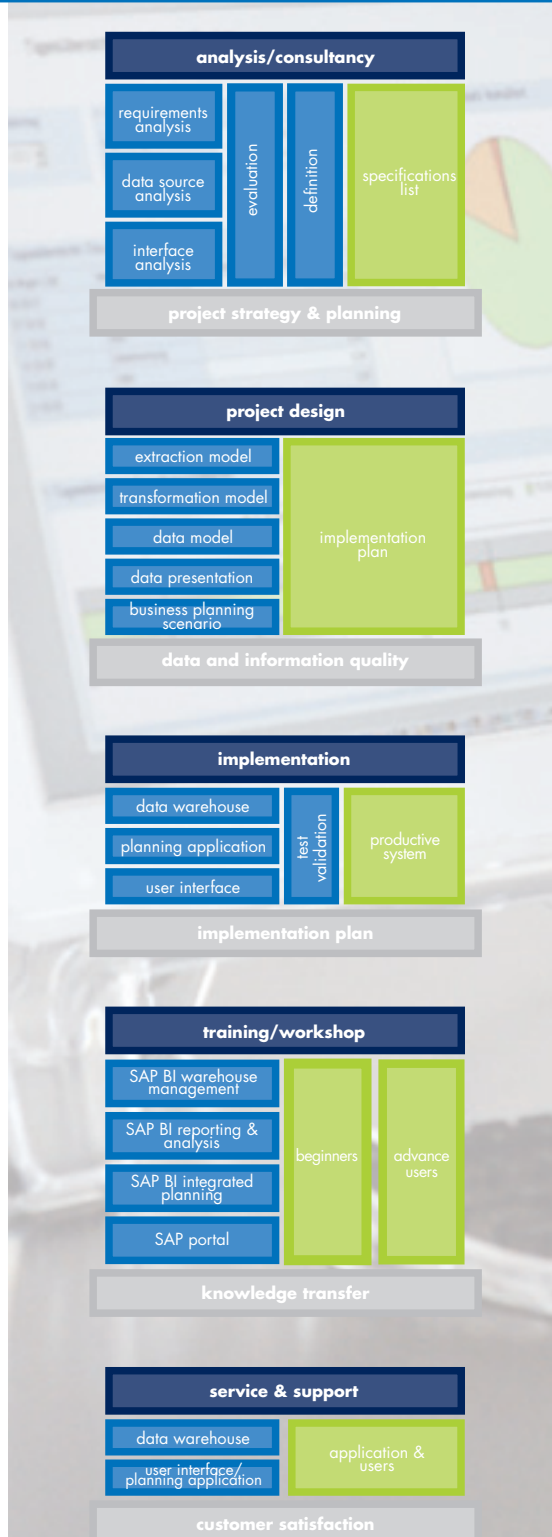 analysis/consultancy
requirements
analysis
data source
analysis
interface
analysis
evaluation
definition
specifications
list
project strategy & planning
project design
extraction model
transformation model
data model
data presentation
business planning
scenario
implementation
plan
data and information quality
implementation
data warehouse
planning application
user interface
test
validation
productive
system
implementation plan
training/workshop
SAP BI warehouse
management
SAP BI reporting &
analysis
SAP BI integrated
planning
SAP portal
beginners
advance
users
knowledge transfer
service & support
data warehouse
user interface/
planning application
application &
users
customer satisfaction